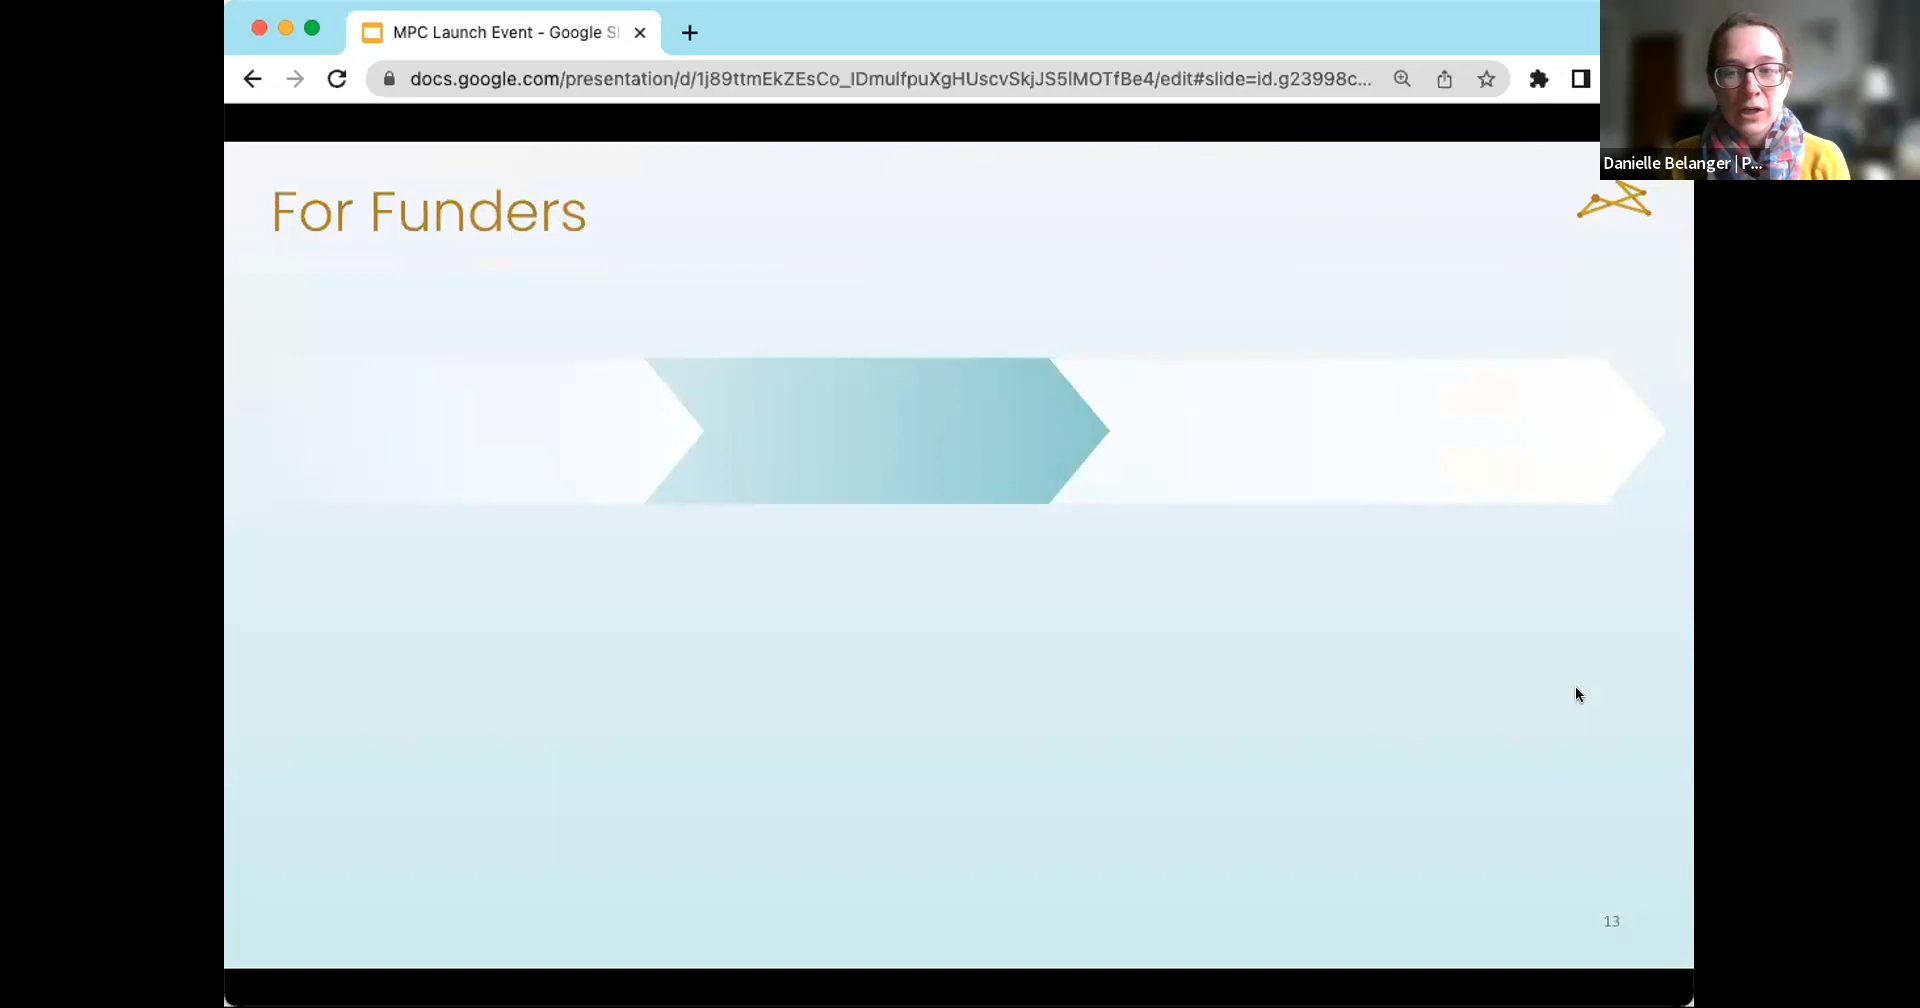 MPC Launch Event - Google Sl
docs.google.com/presentation/d/1j89ttmEkZEsCo_lDmulfpuXgHUscvSkjJS5lMOTfBe4/edit#slide=id.g23998c...
Danielle Belanger | P...
For Funders
13